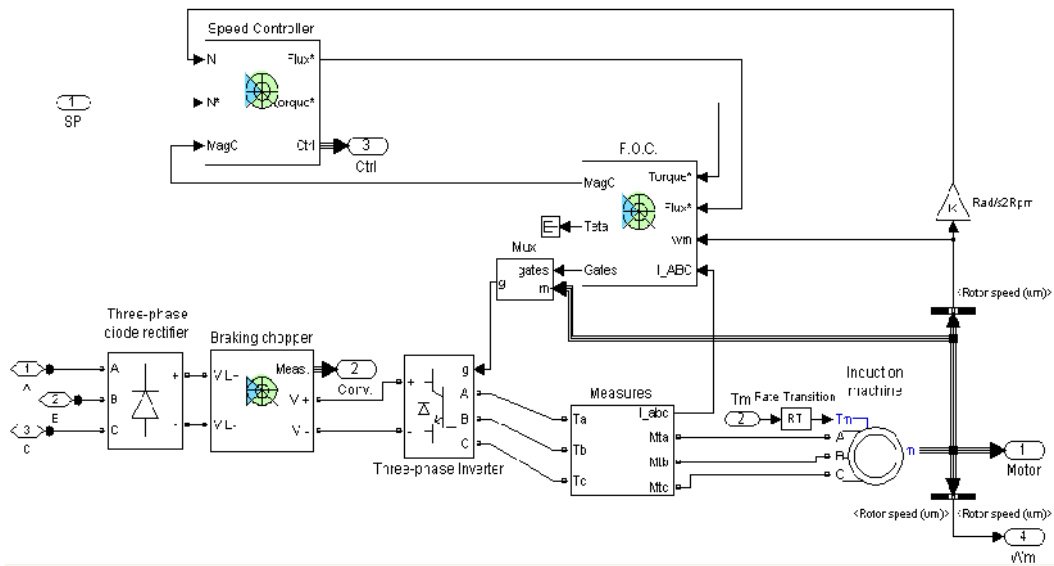 Speed Controller
N
Flux*
N*
Torque*
MagC
Ctrl
3
Ctrl
1
SP
F.O.C.
MagC
Torque*
Flux*
Teta
wm
Gates
I_ABC
K
Rad/s2Rpm
Mux
gates
g
m
<Rotor speed (wm)>
Three-phase
diode rectifier
Braking chopper
1
A
2
3
C
A
B
C
+
-
Meas.
V+
V-
2
Conv.
+
-
g
A
B
C
Three-phase Inverter
Measures
I_abc
Ta
Tb
Tc
Mta
Mtb
Mtc
Tm
2
Rate Transition
RT
Induction
machine
Tm
A
B
C
m
1
Motor
<Rotor speed (wm)>
<Rotor speed (wm)>
4
Wm